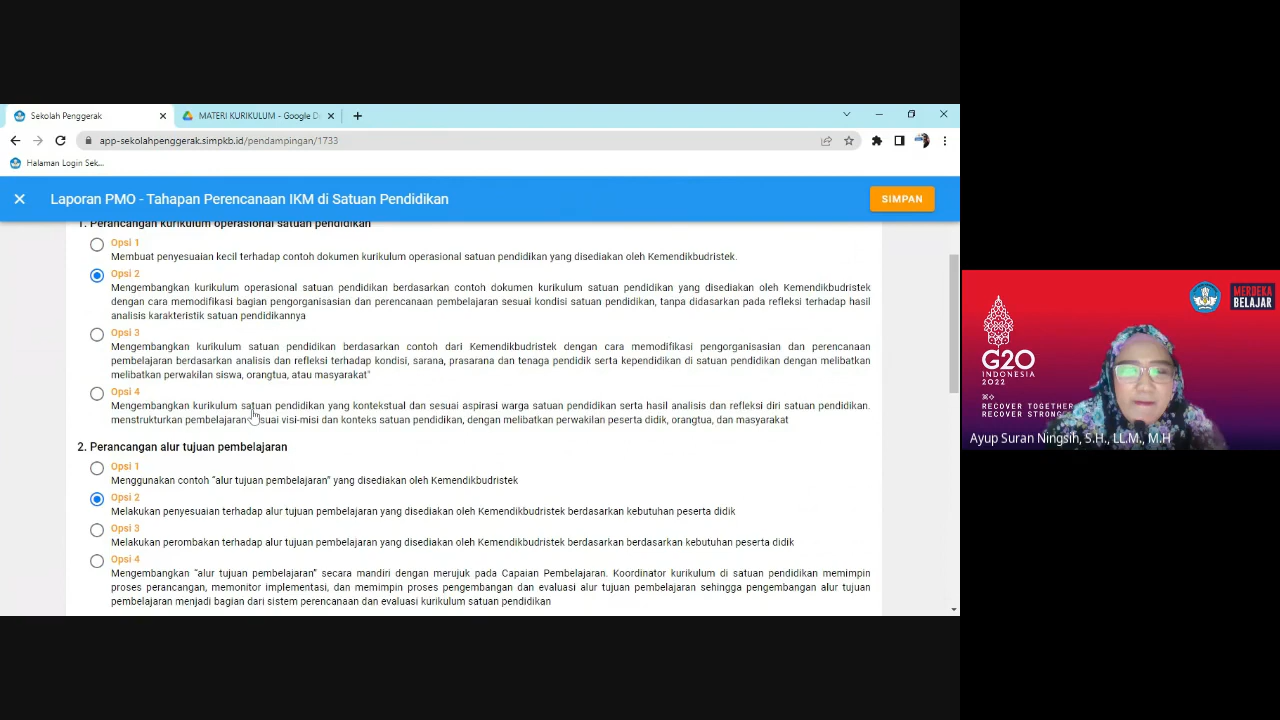 Sekolah Penggerak
MATERI KURIKULUM - Google D
app-sekolahpenggerak.simpkb.id/pendampingan/1733
Halaman Login Sek...
Laporan PMO - Tahapan Perencanaan IKM di Satuan Pendidikan
SIMPAN
1. Perancangan kurikulum operasional satuan pendidikan
Opsi 1
Membuat penyesuaian kecil terhadap contoh dokumen kurikulum operasional satuan pendidikan yang disediakan oleh Kemendikbudristek.
Opsi 2
Mengembangkan kurikulum operasional satuan pendidikan berdasarkan contoh dokumen kurikulum satuan pendidikan yang disediakan oleh Kemendikbudristek
dengan cara memodifikasi bagian pengorganisasian dan perencanaan pembelajaran sesuai kondisi satuan pendidikan, tanpa didasarkan pada refleksi terhadap hasil
analisis karakteristik satuan pendidikannya
Opsi 3
Mengembangkan kurikulum satuan pendidikan berdasarkan contoh dari Kemendikbudristek dengan cara memodifikasi pengorganisasian dan perencanaan
pembelajaran berdasarkan analisis dan refleksi terhadap kondisi, sarana, prasarana dan tenaga pendidik serta kependidikan di satuan pendidikan dengan melibatkan
melibatkan perwakilan siswa, orangtua, atau masyarakat"
Opsi 4
Mengembangkan kurikulum satuan pendidikan yang kontekstual dan sesuai aspirasi warga satuan pendidikan serta hasil analisis dan refleksi diri satuan pendidikan.
menstrukturkan pembelajaran suai visi-misi dan konteks satuan pendidikan, dengan melibatkan perwakilan peserta didik, orangtua, dan masyarakat
2. Perancangan alur tujuan pembelajaran
Opsi 1
Menggunakan contoh "alur tujuan pembelajaran" yang disediakan oleh Kemendikbudristek
Opsi 2
Melakukan penyesuaian terhadap alur tujuan pembelajaran yang disediakan oleh Kemendikbudristek berdasarkan kebutuhan peserta didik
Opsi 3
Melakukan perombakan terhadap alur tujuan pembelajaran yang disediakan oleh Kemendikbudristek berdasarkan berdasarkan kebutuhan peserta didik
Opsi 4
Mengembangkan "alur tujuan pembelajaran" secara mandiri dengan merujuk pada Capaian Pembelajaran. Koordinator kurikulum di satuan pendidikan memimpin
proses perancangan, memonitor implementasi, dan memimpin proses pengembangan dan evaluasi alur tujuan pembelajaran sehingga pengembangan alur tujuan
pembelajaran menjadi bagian dari sistem perencanaan dan evaluasi kurikulum satuan pendidikan
MERDEKA
BELAJAR
G20
INDONESIA
2022
RECOVER TOGETHER
RECOVER STRONGER
Ayup Suran Ningsih, S.H., LL.M., M.H